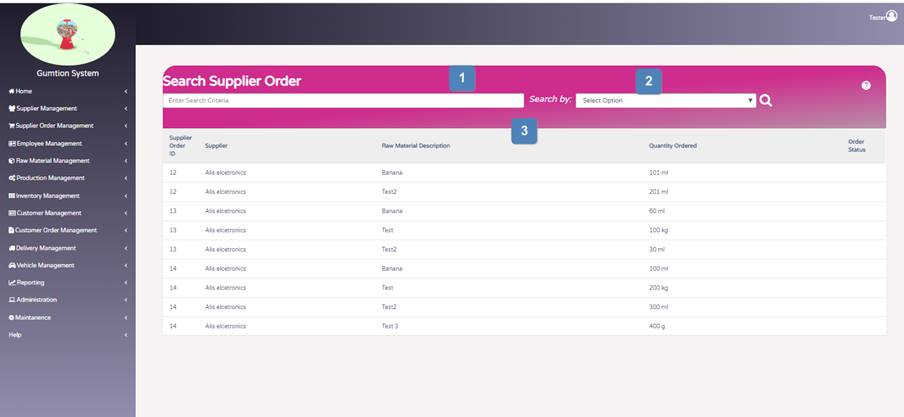 Tester
Gumtion System
Home
Supplier Management
Supplier Order Management
Employee Management
Raw Material Management
Production Management
Inventory Management
Customer Management
Customer Order Management
Delivery Management
Vehicle Management
Reporting
Administration
Maintanence
Help
Search Supplier Order
1
2
?
Enter Search Criteria
Search by:
Select Option
3
Supplier Order ID Supplier Raw Material Description Quantity Ordered Order Status
12 Alis elcetronics Banana 101 ml
12 Alis elcetronics Test2 201 ml
13 Alis elcetronics Banana 60 ml
13 Alis elcetronics Test 100 kg
13 Alis elcetronics Test2 30 ml
14 Alis elcetronics Banana 100 ml
14 Alis elcetronics Test 200 kg
14 Alis elcetronics Test2 300 ml
14 Alis elcetronics Test 3 400 g